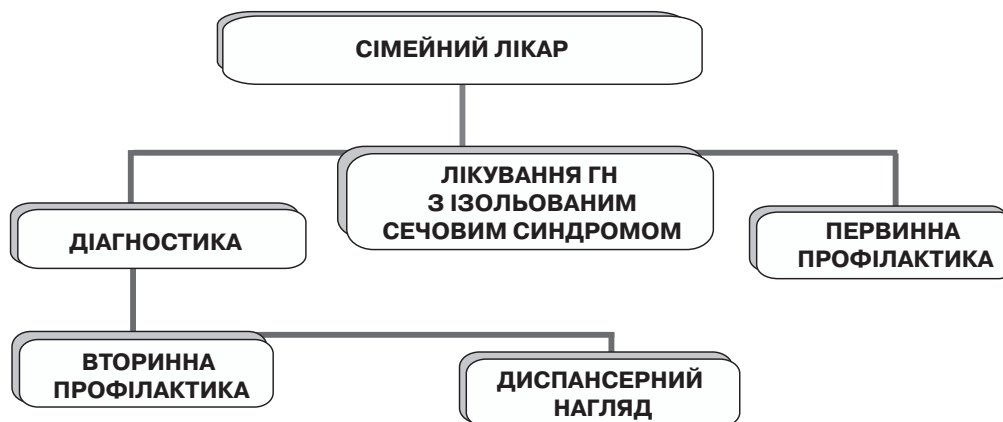 СІМЕЙНИЙ ЛІКАР
ЛІКУВАННЯ ГН
З ІЗОЛЬОВАНИМ
СЕЧОВИМ СИНДРОМОМ
ДІАГНОСТИКА
ПЕРВИННА
ПРОФІЛАКТИКА
ВТОРИННА
ПРОФІЛАКТИКА
ДИСПАНСЕРНИЙ
НАГЛЯД